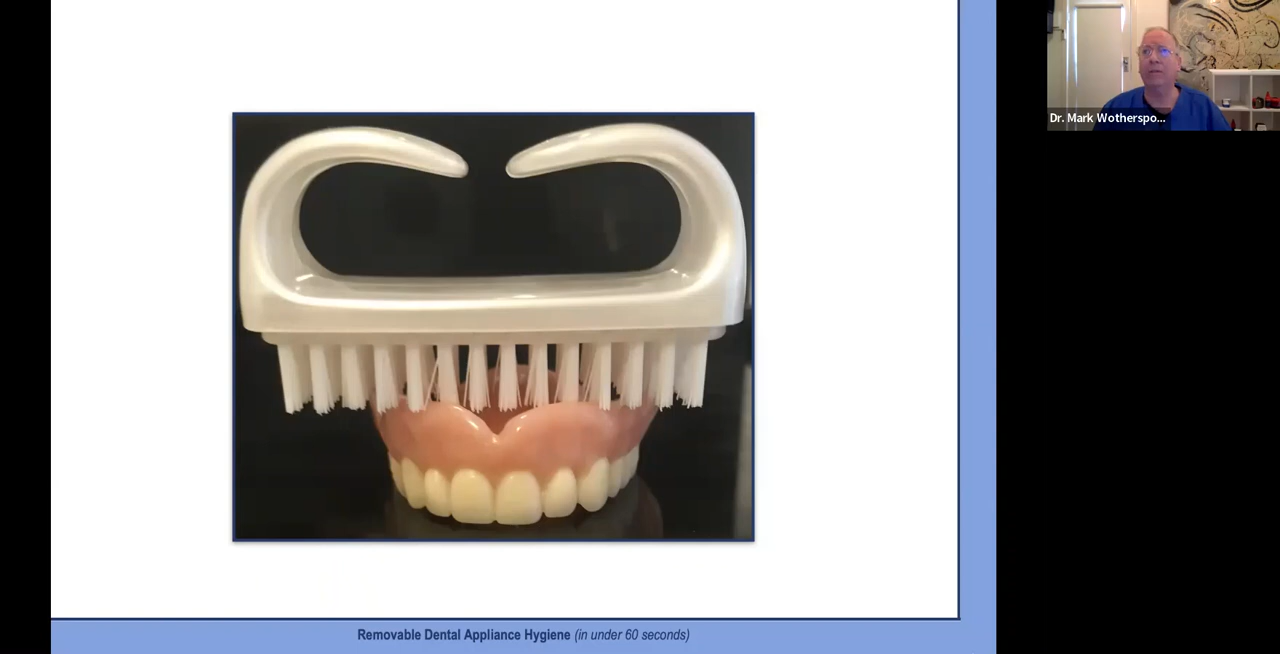 Dr. Mark Wotherspo...
Removable Dental Appliance Hygiene (in under 60 seconds)